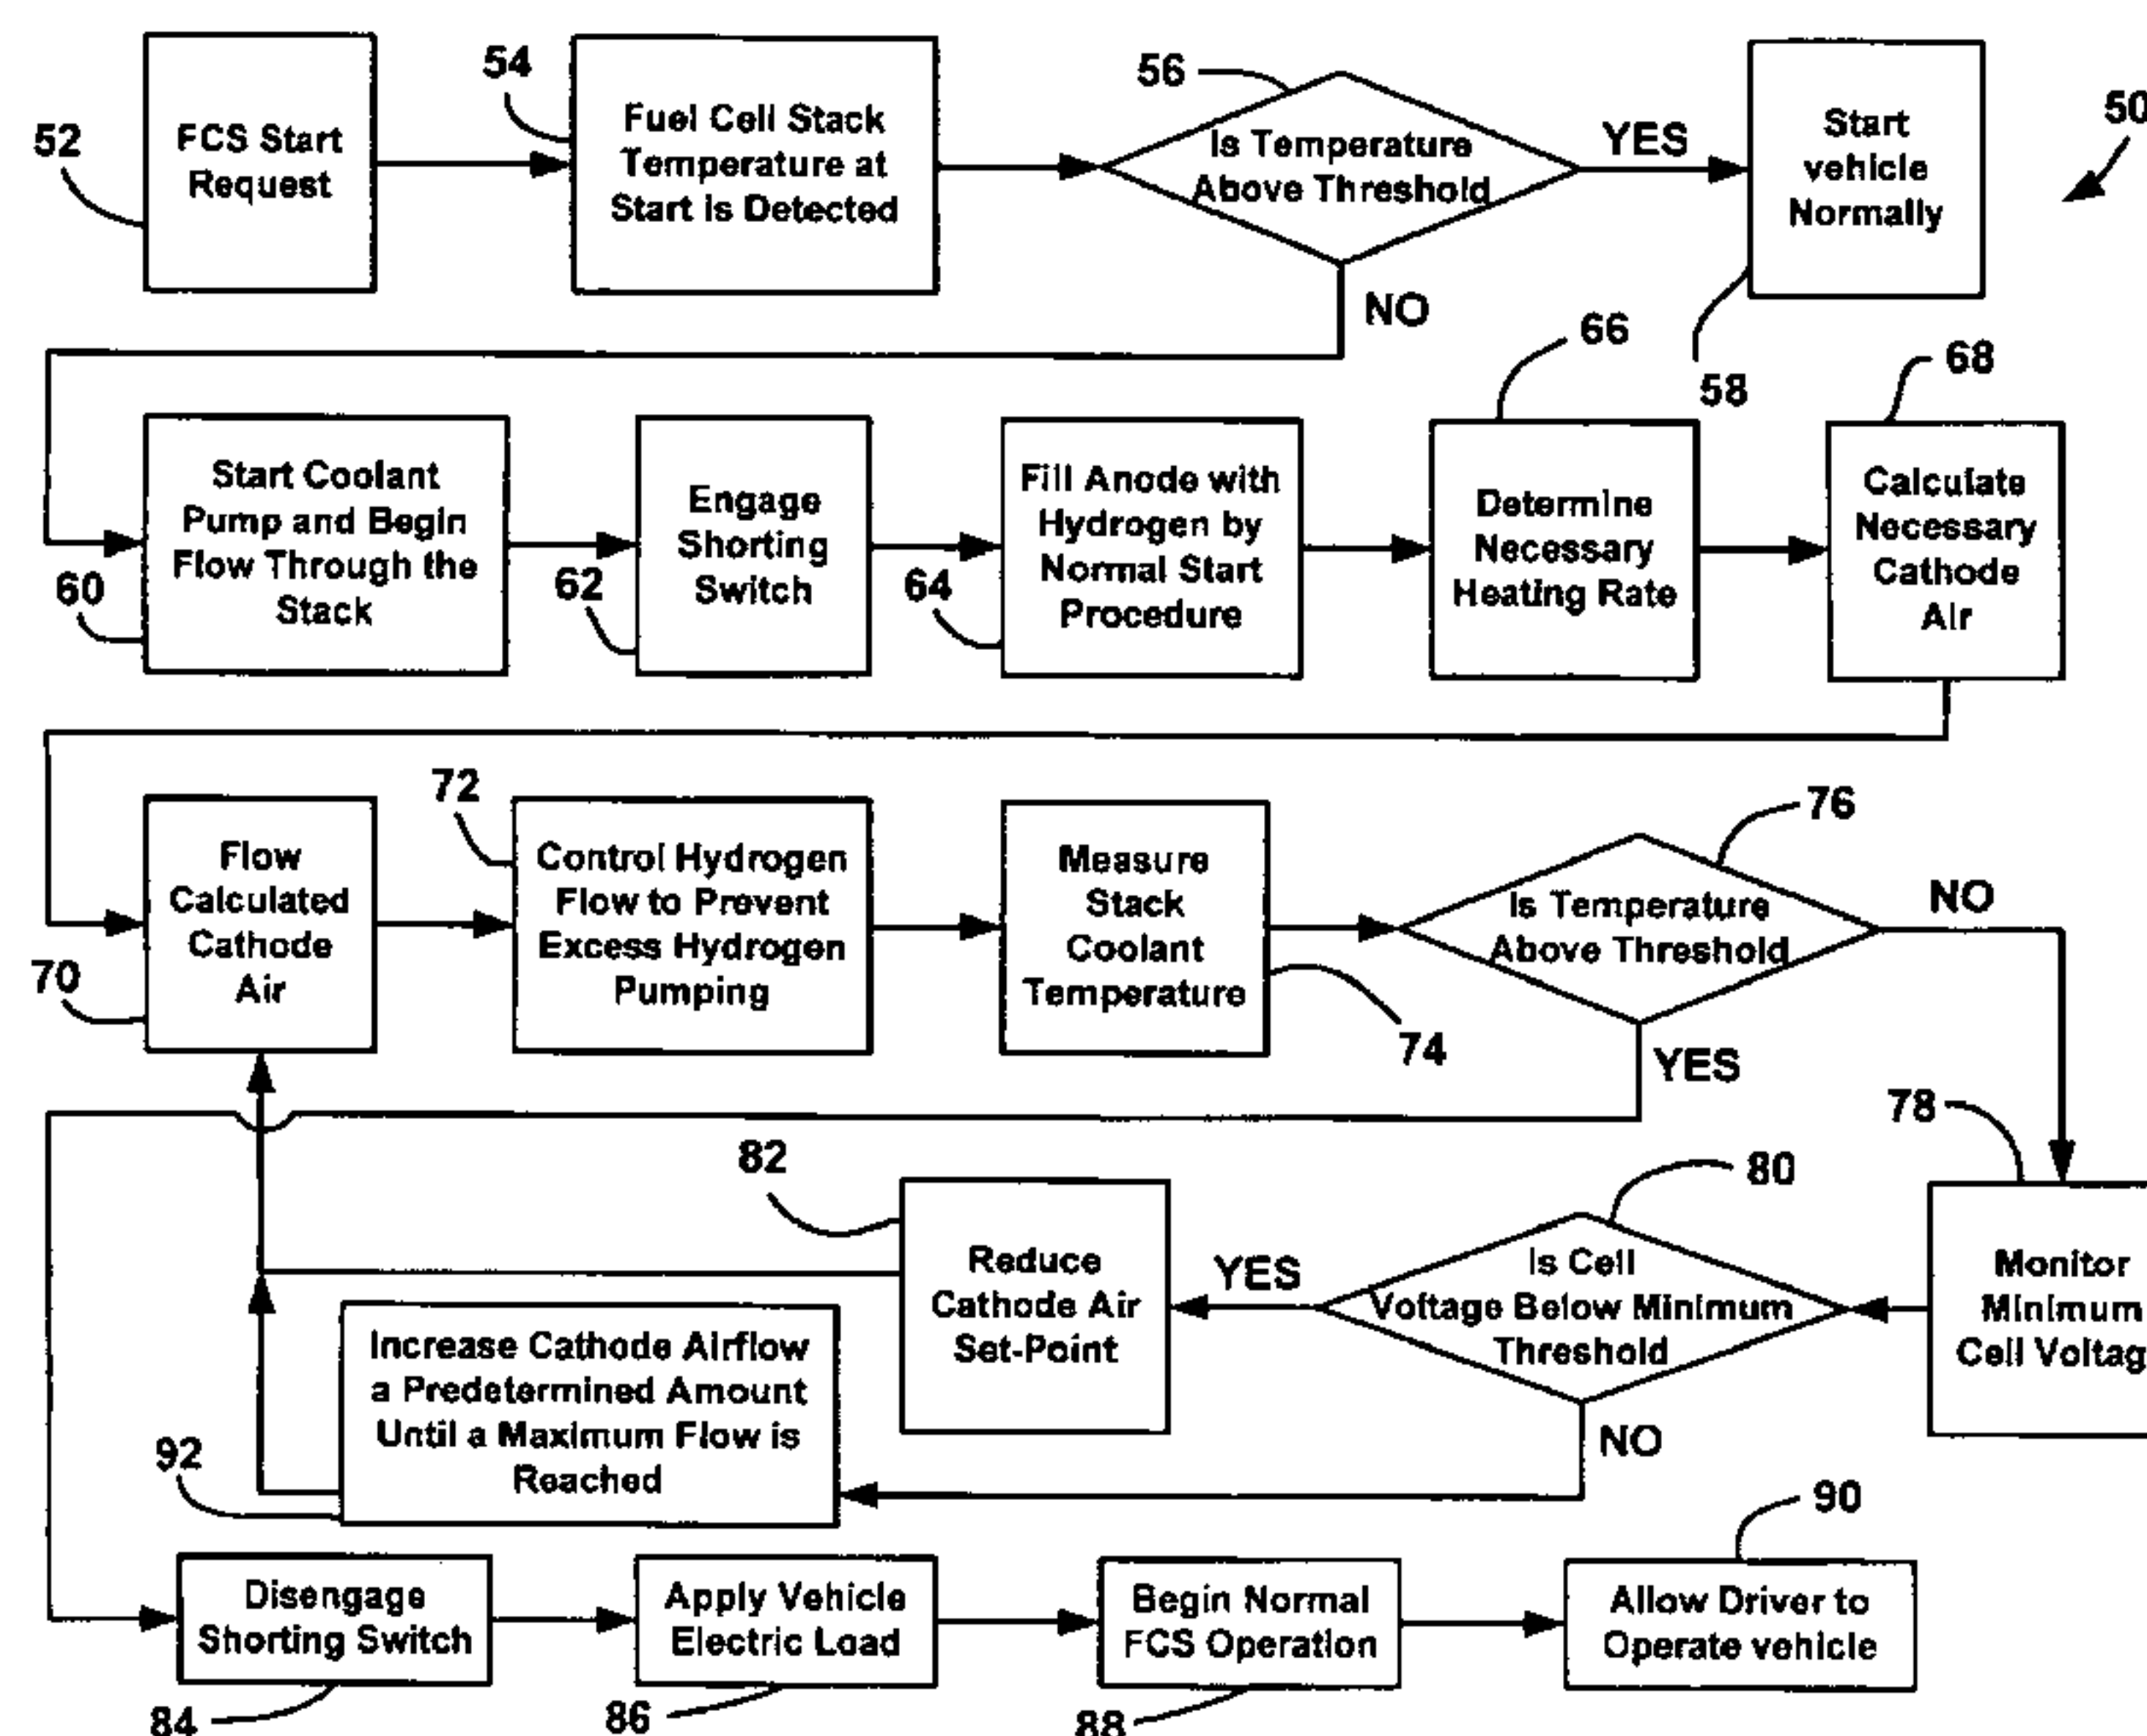 52
FCS Start
Request
54
Fuel Cell Stack
Temperature at
Start is Detected
56
Is Temperature
Above Threshold
YES
NO
Start
vehicle
Normally
58
50
Start Coolant
Pump and Begin
Flow Through the
Stack
60
Engage
Shorting
Switch
62
Fill Anode with
Hydrogen by
Normal Start
Procedure
64
66
Determine
Necessary
Heating Rate
68
Calculate
Necessary
Cathode
Air
Flow
Calculated
Cathode
Air
70
72
Control Hydrogen
Flow to Prevent
Excess Hydrogen
Pumping
Measure
Stack
Coolant
Temperature
74
76
Is Temperature
Above Threshold
NO
YES
78
Monitor
Minimum
Cell Voltag
80
Is Cell
Voltage Below Minimum
Threshold
YES
NO
82
Reduce
Cathode Air
Set-Point
Increase Cathode Airflow
a Predetermined Amount
Until a Maximum Flow is
Reached
92
Disengage
Shorting Switch
84
Apply Vehicle
Electric Load
86
Begin Normal
FCS Operation
88
90
Allow Driver to
Operate vehicle